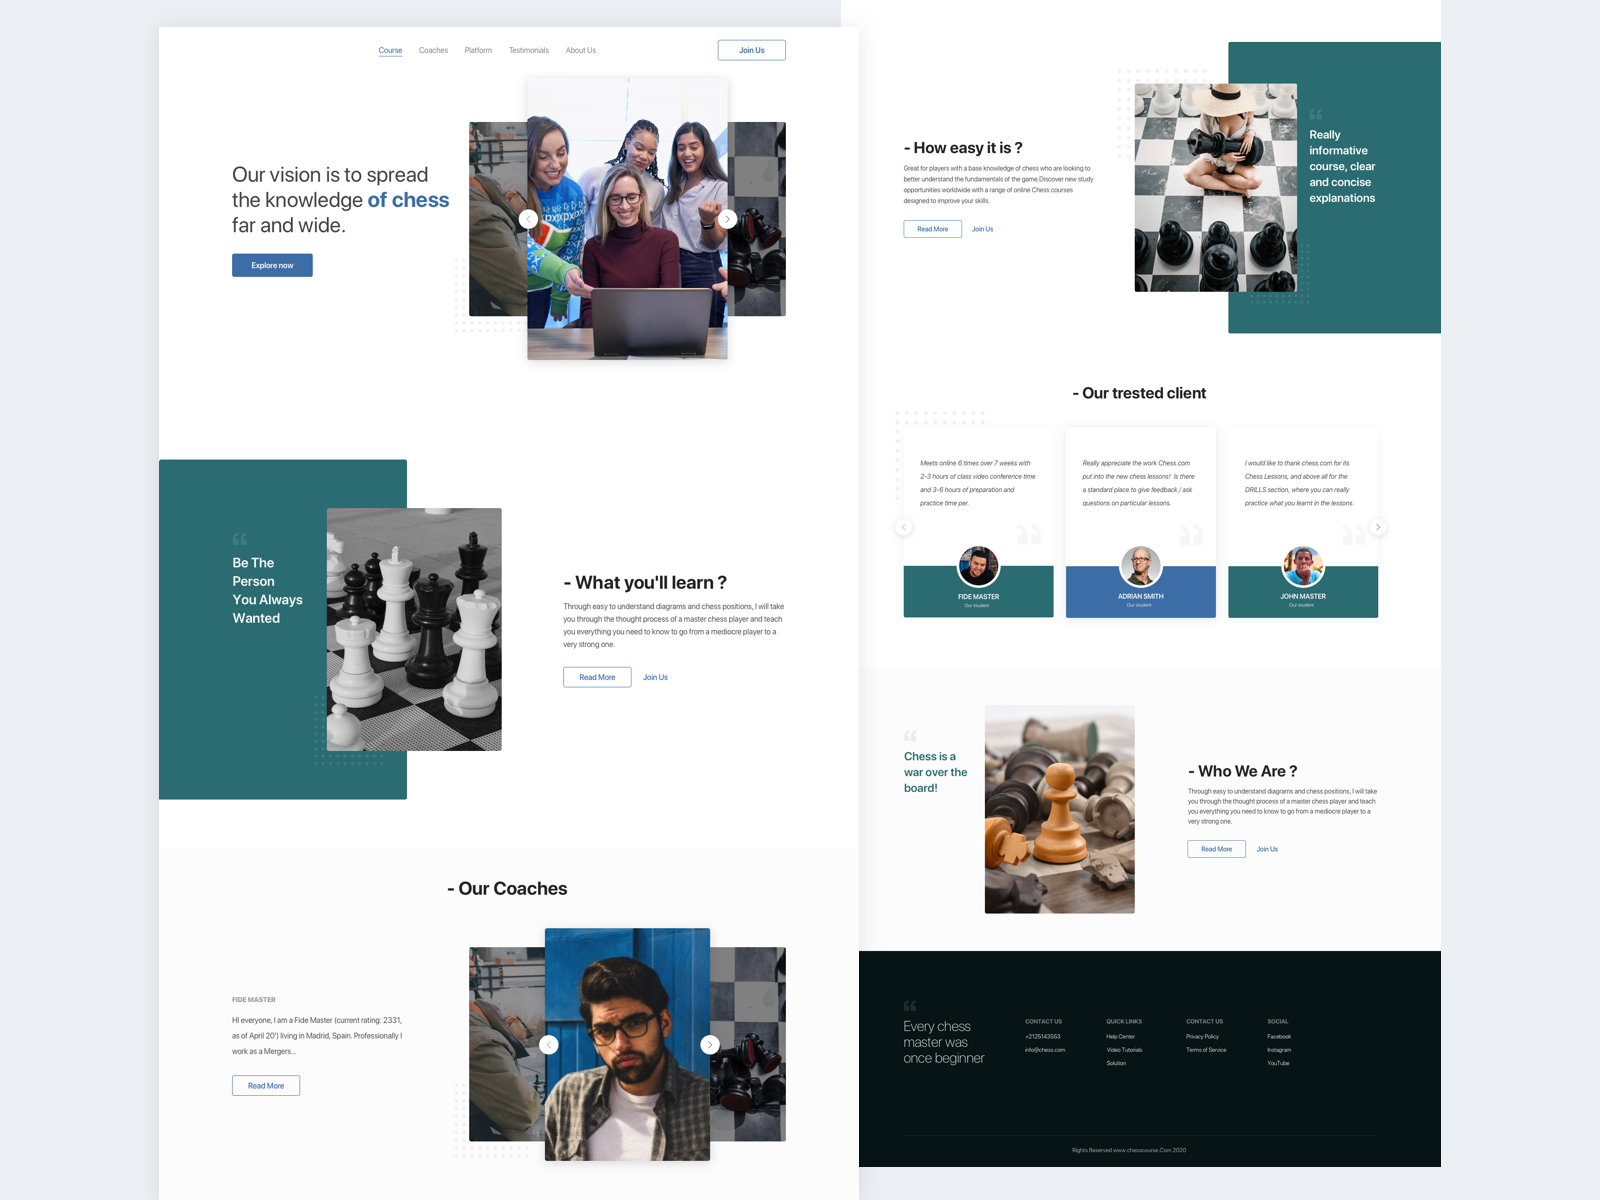 Course Coaches Platform Testimonials About Us Join Us
Our vision is to spread
the knowledge of chess
far and wide.
Explore now
Be The
Person
You Always
Wanted
- What you'll learn ?
Through easy to understand diagrams and chess positions, I will take
you through the thought process of a master chess player and teach
you everything you need to know to go from a mediocre player to a
very strong one.
Read More Join Us
- Our Coaches
FIDE MASTER
HI everyone, I am a Fide Master (current rating: 2331,
as of April 20') living in Madrid, Spain. Professionally I
work as a Mergers...
Read More
- How easy it is ?
Great for players with a base knowledge of chess who are looking to
better understand the fundamentals of the game.Discover new study
opportunities worldwide with a range of online Chess courses
designed to improve your skills.
Read More Join Us
Really
informative
course, clear
and concise
explanations
- Our trested client
Meets online 6 times over 7 weeks with
2-3 hours of class video conference time
and 3-6 hours of preparation and
practice time per.
FIDE MASTER
Our student
Really appreciate the work Chess.com
put into the new chess lessons! Is there
a standard place to give feedback / ask
questions on particular lessons.
ADRIAN SMITH
Our student
I would like to thank chess.com for its
Chess Lessons, and above all for the
DRILLS section, where you can really
practice what you learnt in the lessons.
JOHN MASTER
Our student
Chess is a
war over the
board!
- Who We Are ?
Through easy to understand diagrams and chess positions, I will take
you through the thought process of a master chess player and teach
you everything you need to know to go from a mediocre player to a
very strong one.
Read More Join Us
Every chess
master was
once beginner
CONTACT US
+2125143553
info@chess.com
QUICK LINKS
Help Center
Video Tutorials
Solution
CONTACT US
Privacy Policy
Terms of Service
SOCIAL
Facebook
Instagram
YouTube
Rights Reserved www.chesscourse.Com 2020